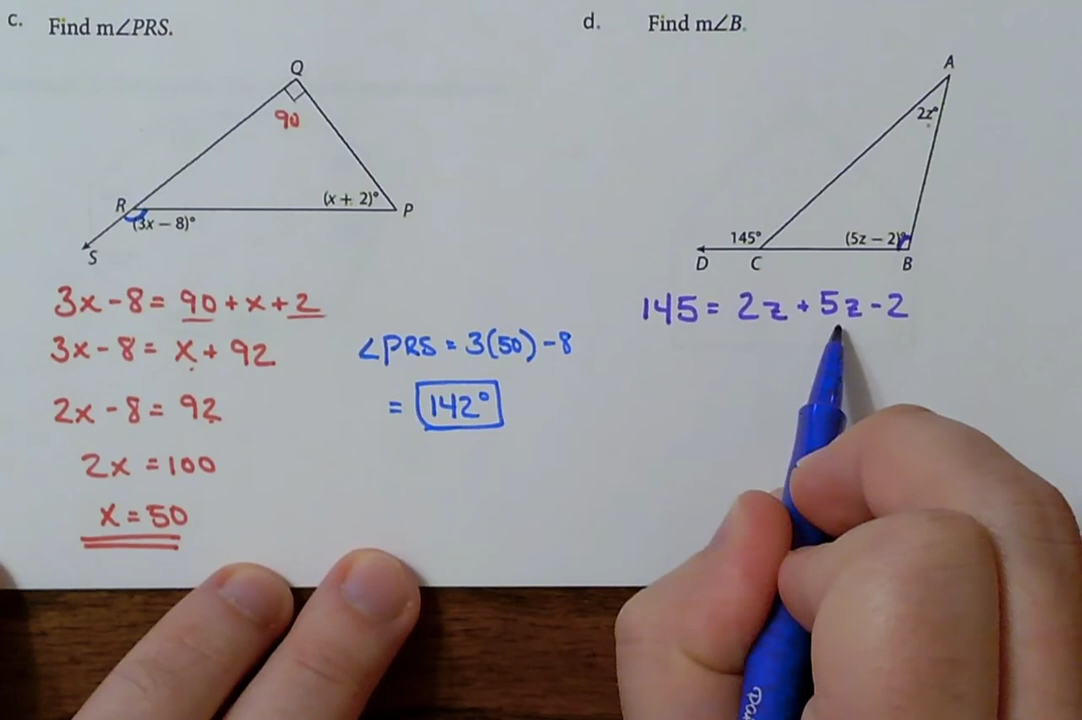 c. Find m∠PRS.
Q
90
R
(x + 2)°
P
(3x – 8)°
S
3x - 8 = 90 + x + 2
3x - 8 = x + 92
2x - 8 = 92
2x = 100
x = 50
∠PRS = 3(50) - 8
= 142°
d. Find m∠B.
A
2z°
145°
(5z – 2)°
D
C
B
145 = 2z + 5z - 2